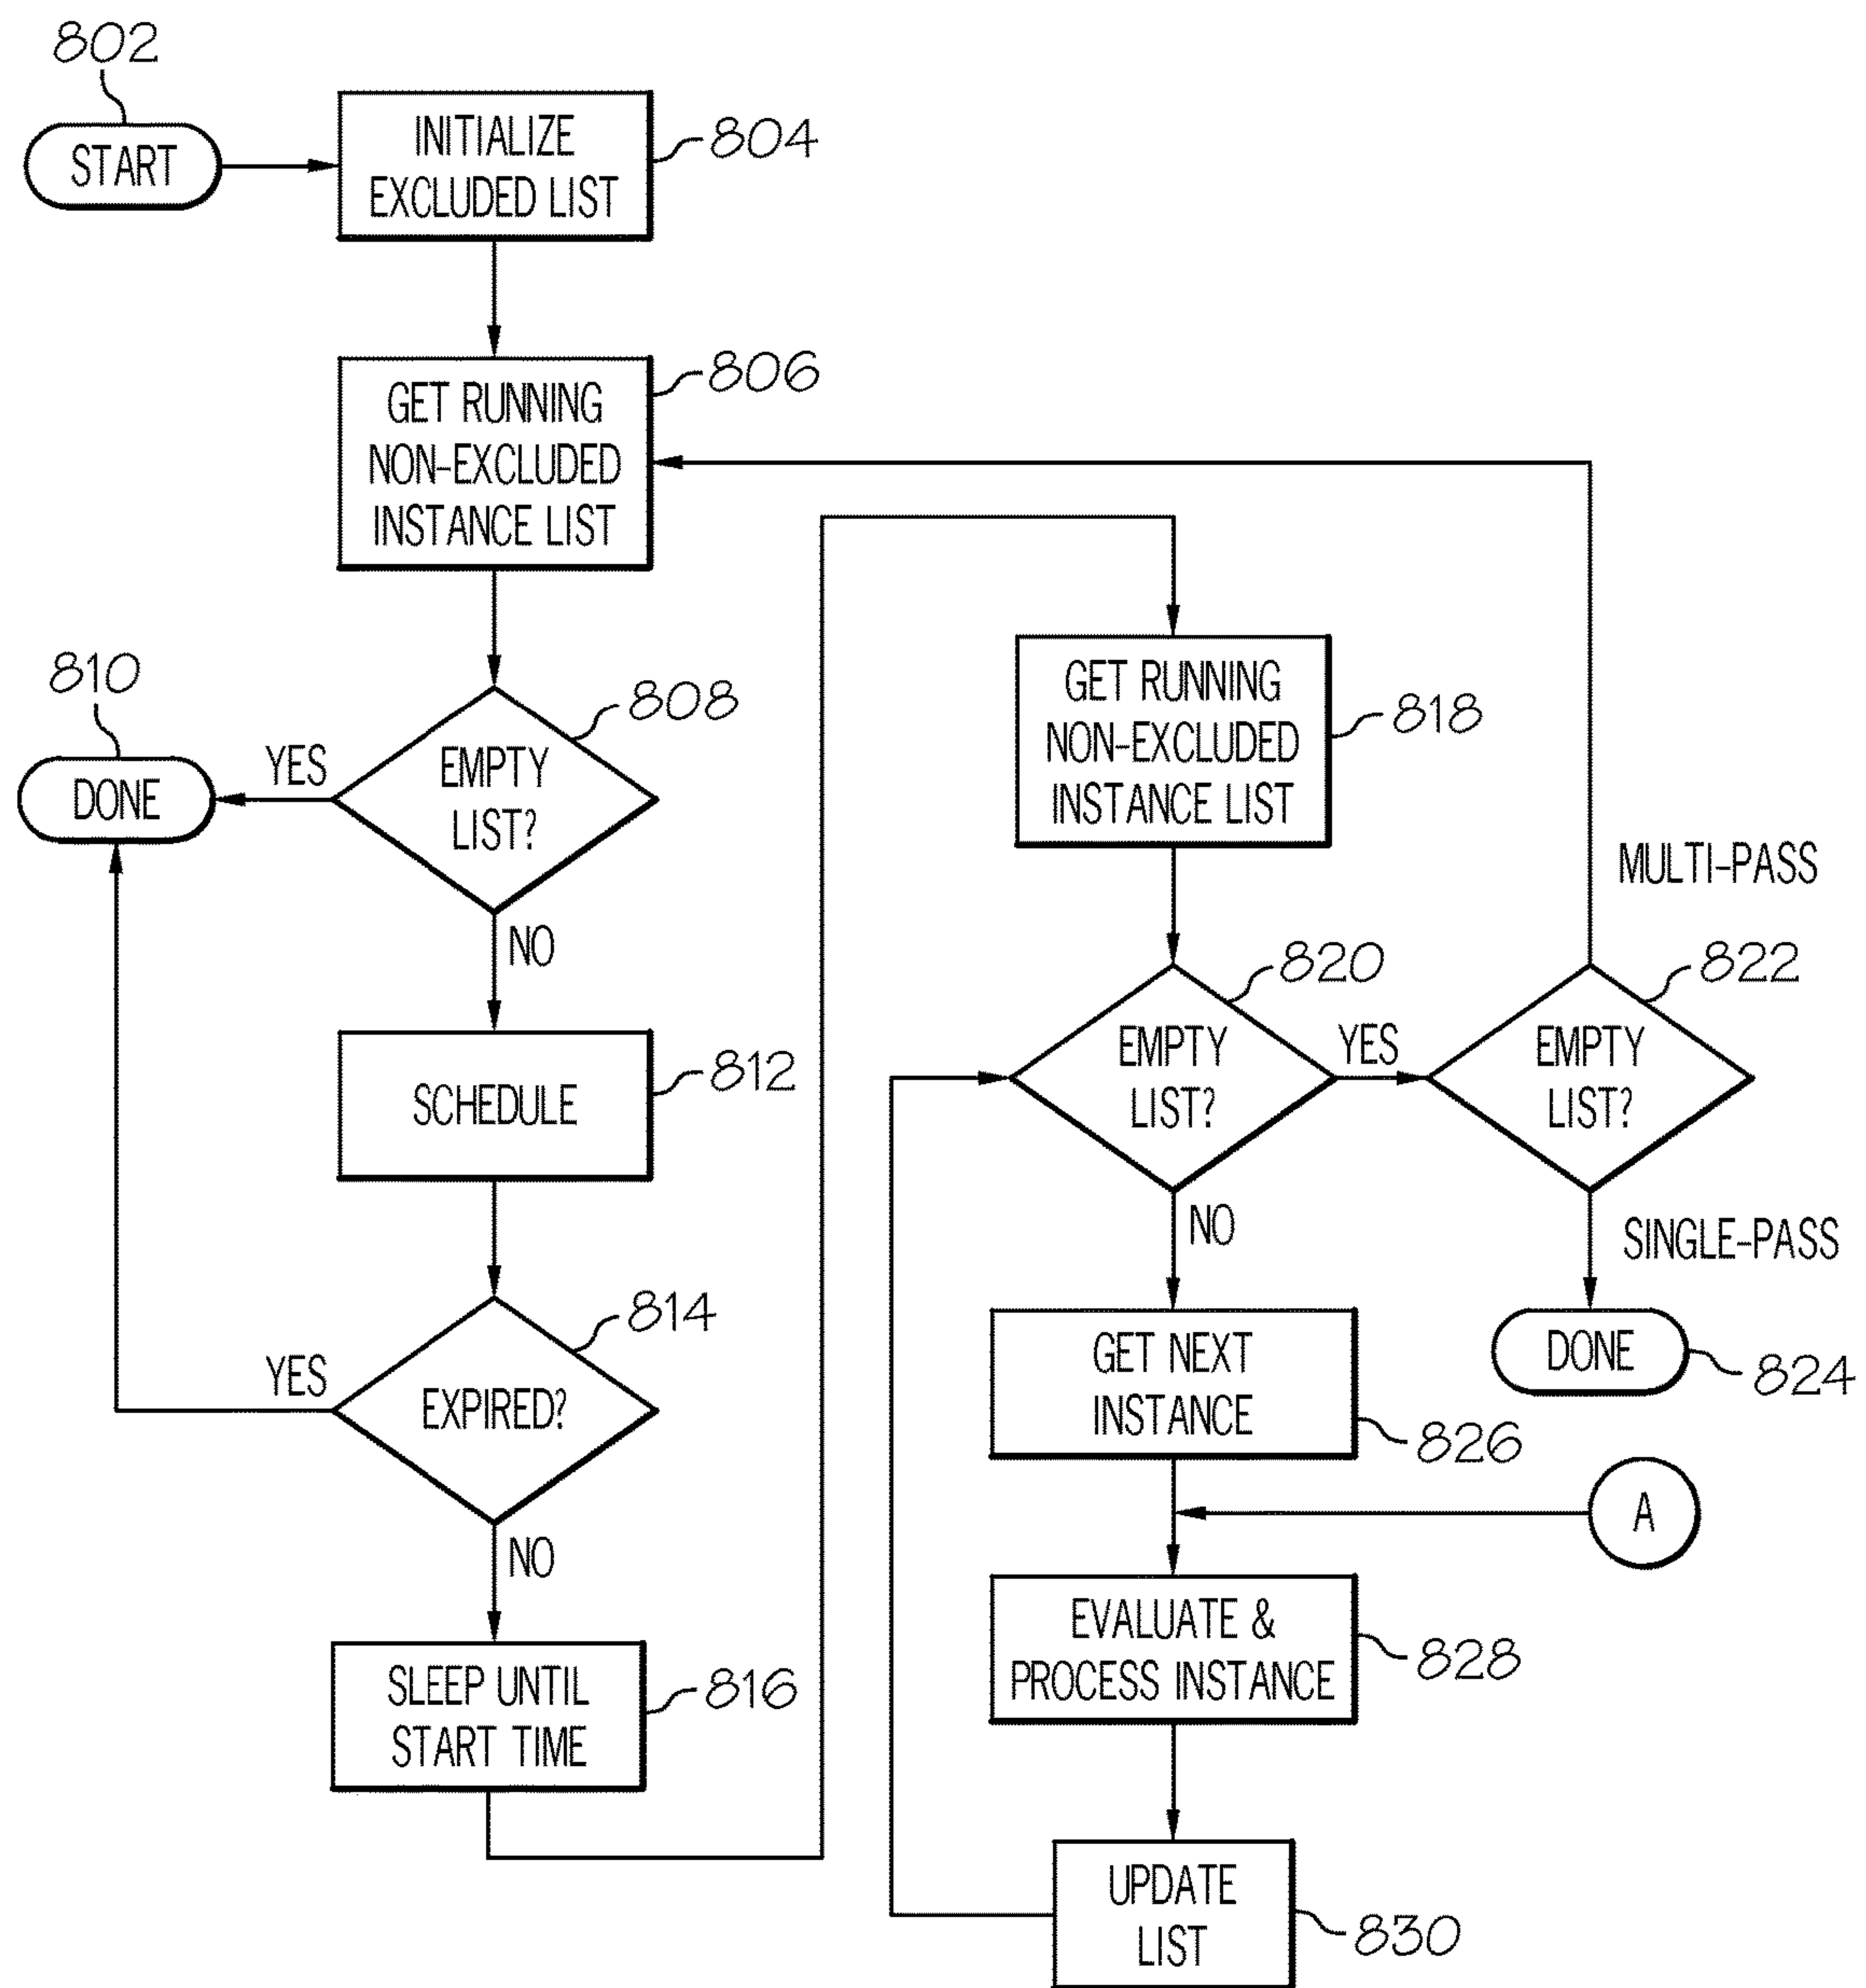 802
START
INITIALIZE
EXCLUDED LIST
804
GET RUNNING
NON-EXCLUDED
INSTANCE LIST
806
EMPTY
LIST?
808
YES
810
DONE
NO
SCHEDULE
812
EXPIRED?
814
YES
NO
SLEEP UNTIL
START TIME
816
GET RUNNING
NON-EXCLUDED
INSTANCE LIST
818
EMPTY
LIST?
820
YES
EMPTY
LIST?
822
MULTI-PASS
SINGLE-PASS
DONE
824
NO
GET NEXT
INSTANCE
826
A
EVALUATE &
PROCESS INSTANCE
828
UPDATE
LIST
830